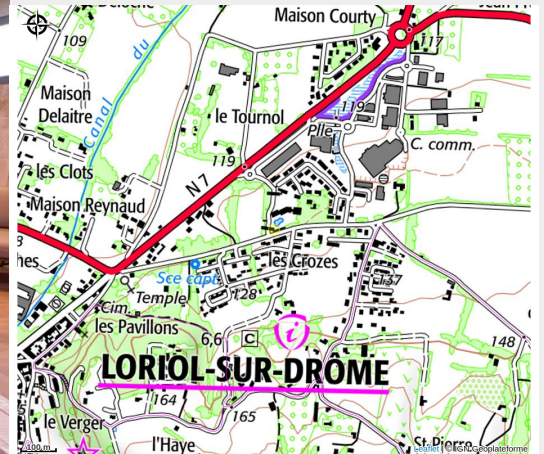 Maison Courty
117
109
du
Maison
Delaitre
Canal
le Tournol
119
Plle
C. comm.
119
les Clots
N 7
Maison Reynaud
les Crozes
Sce capt.
Temple
128
137
Cim.
les Pavillons
6,6
C
i
148
LORIOL-SUR-DROME
164
165
le Verger
l'Haye
St-Pierre
100 m
Leaflet | © IGN Geoplateforme